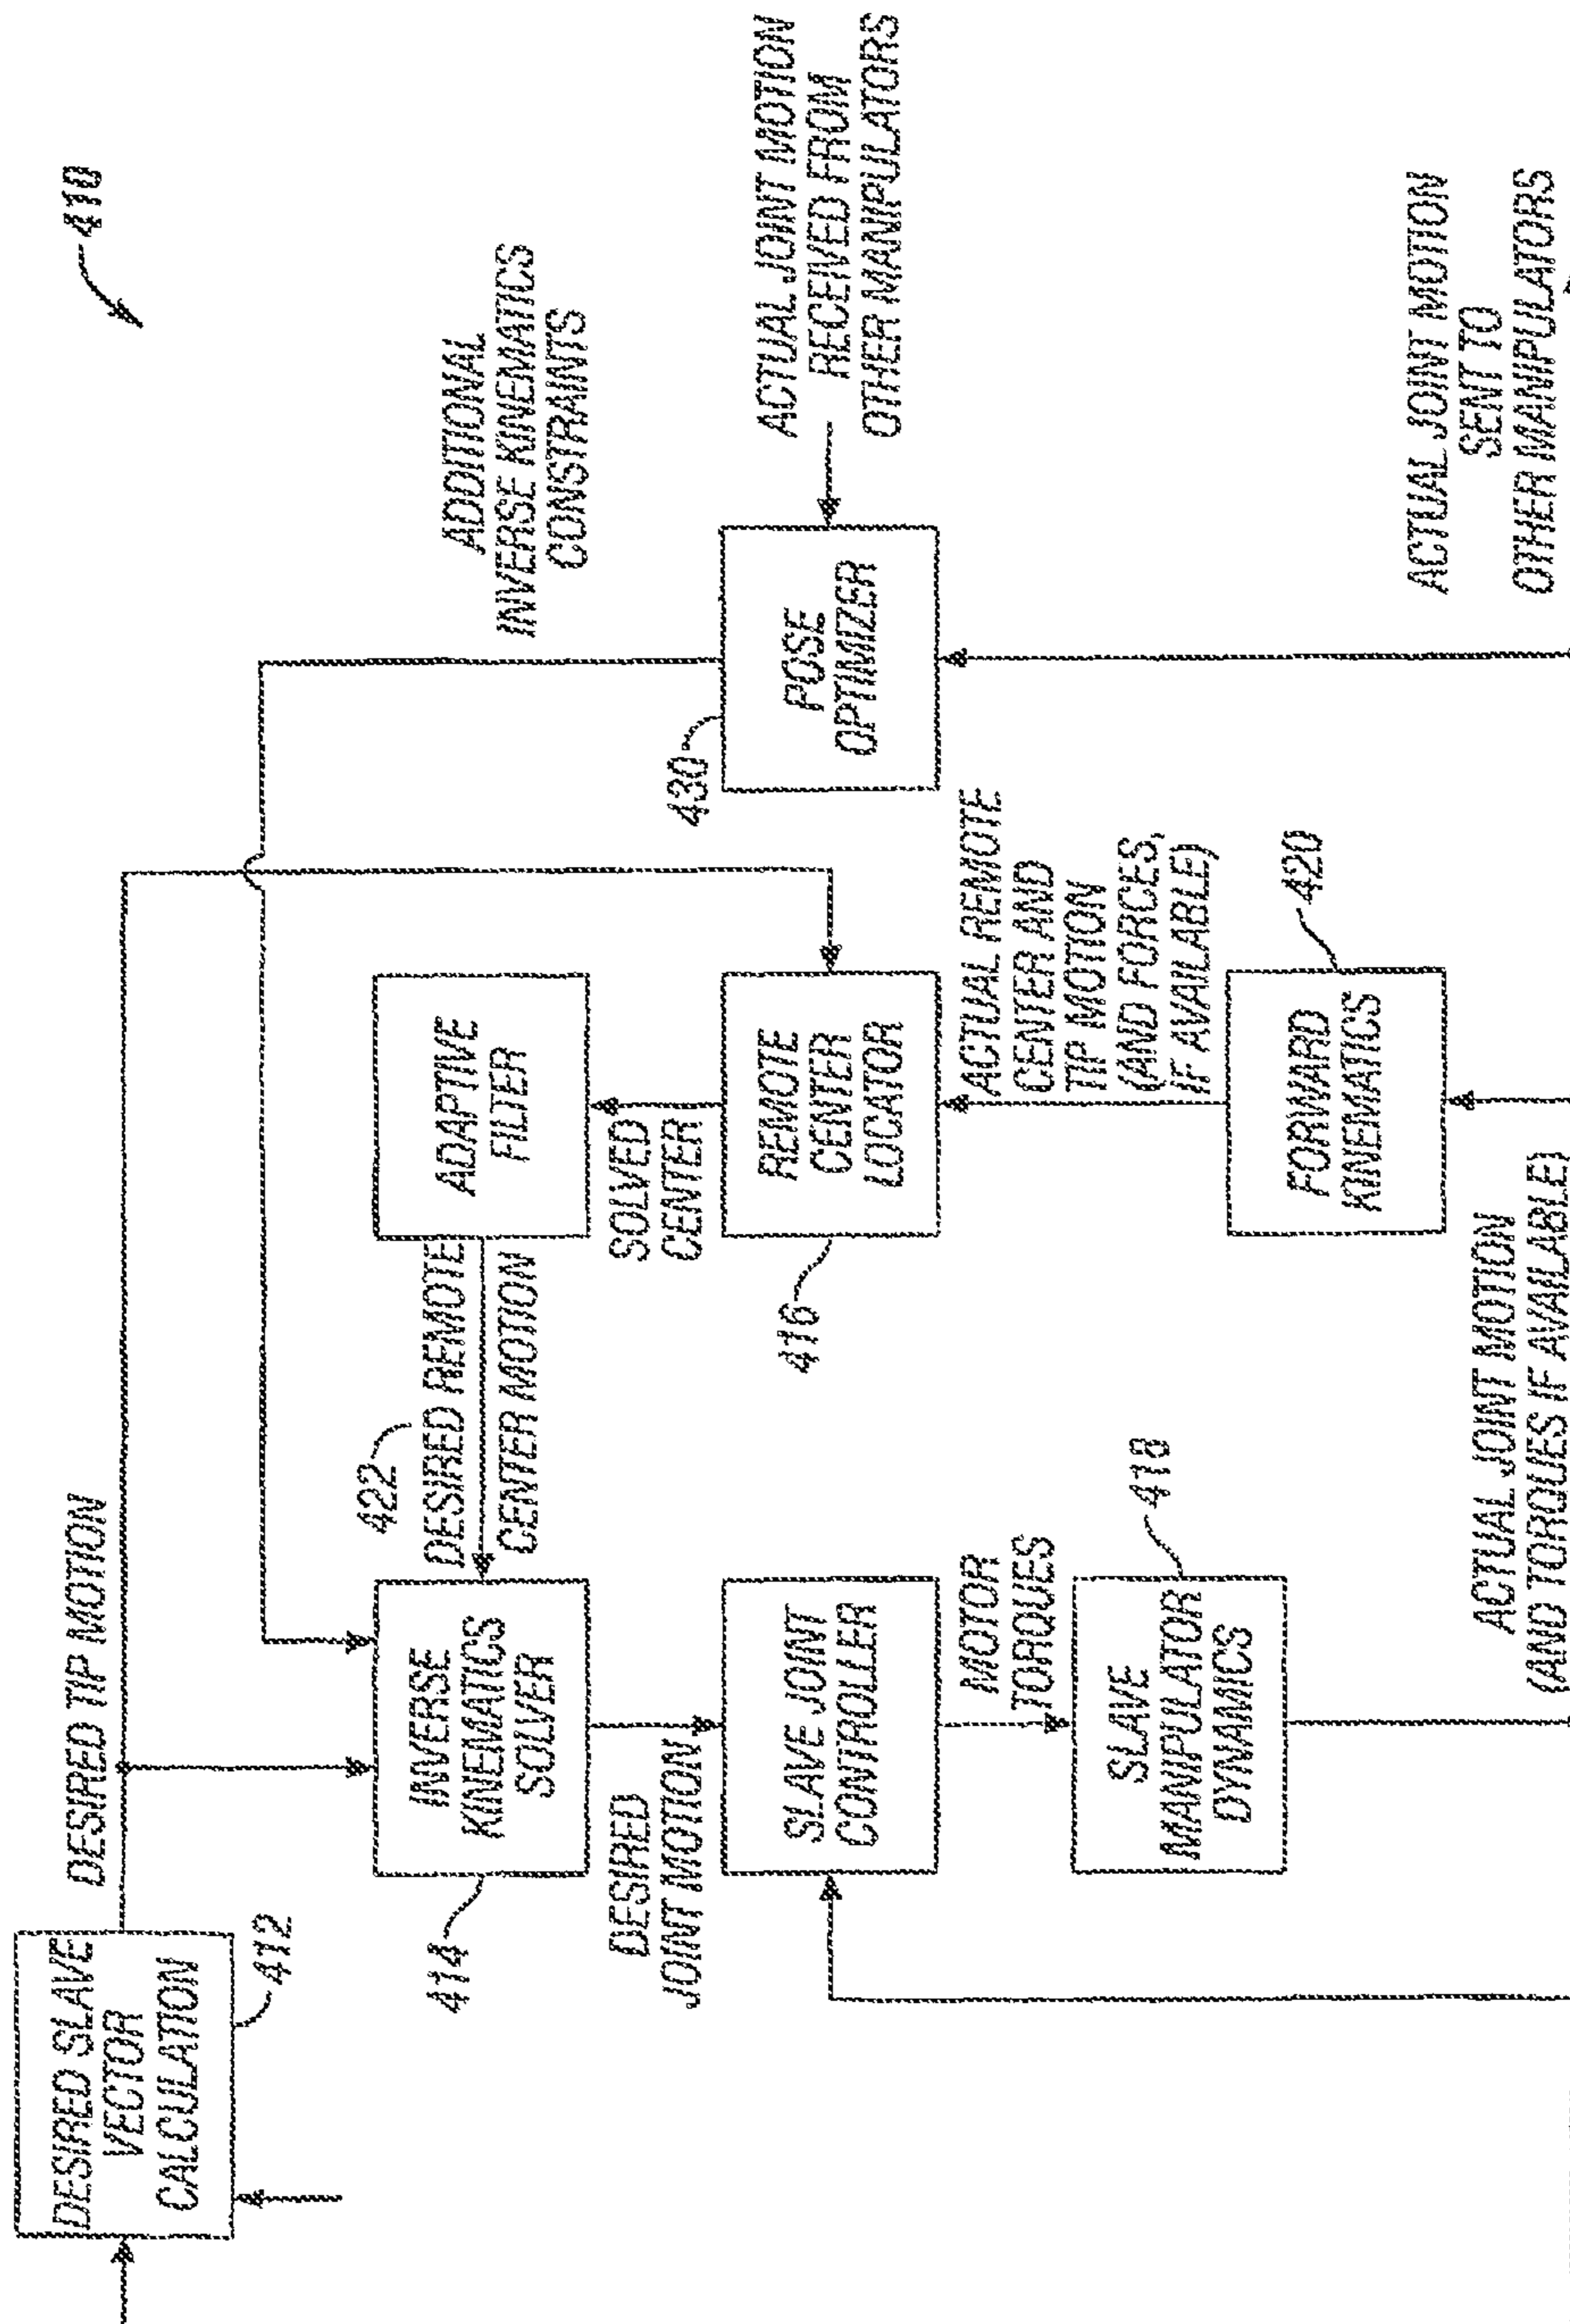 410
DESIRED SLAVE
VECTOR
CALCULATION
412
DESIRED TIP MOTION
ADDITIONAL
INVERSE KINEMATICS
CONSTRAINTS
INVERSE
KINEMATICS
SOLVER
414
422
DESIRED REMOTE
CENTER MOTION
ADAPTIVE
FILTER
DESIRED
JOINT MOTION
SOLVED
CENTER
SLAVE JOINT
CONTROLLER
REMOTE
CENTER
LOCATOR
416
430
POSE
OPTIMIZER
ACTUAL JOINT MOTION
RECEIVED FROM
OTHER MANIPULATORS
MOTOR
TORQUES
ACTUAL REMOTE
CENTER AND
TIP MOTION
(AND FORCES,
IF AVAILABLE)
SLAVE
MANIPULATOR
DYNAMICS
418
FORWARD
KINEMATICS
420
ACTUAL JOINT MOTION
(AND TORQUES IF AVAILABLE)
ACTUAL JOINT MOTION
SENT TO
OTHER MANIPULATORS